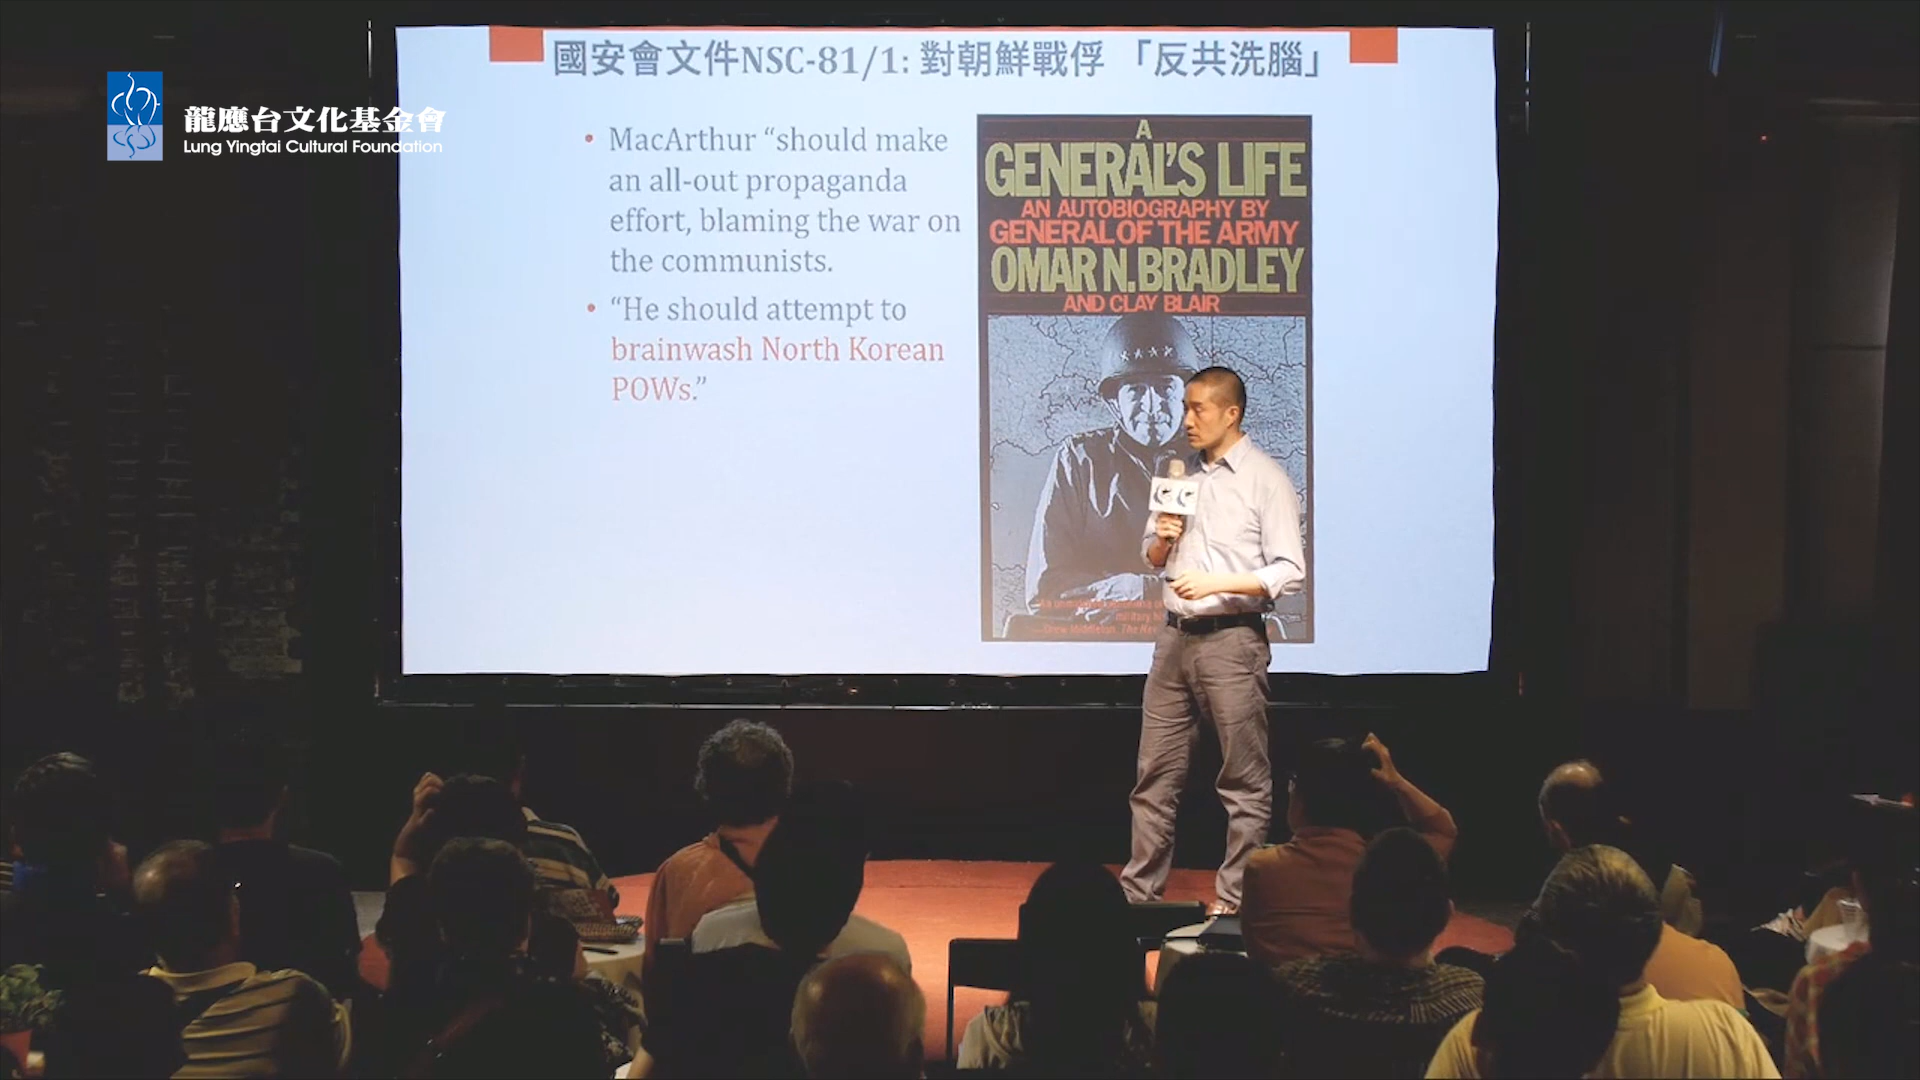 國安會文件NSC-81/1: 對朝鮮戰俘 「反共洗腦」
龍應台文化基金會
Lung Yingtai Cultural Foundation
• MacArthur “should make
an all-out propaganda
effort, blaming the war on
the communists.
• “He should attempt to
brainwash North Korean
POWs.”
A
GENERAL'S LIFE
AN AUTOBIOGRAPHY BY
GENERAL OF THE ARMY
OMAR N. BRADLEY
AND CLAY BLAIR